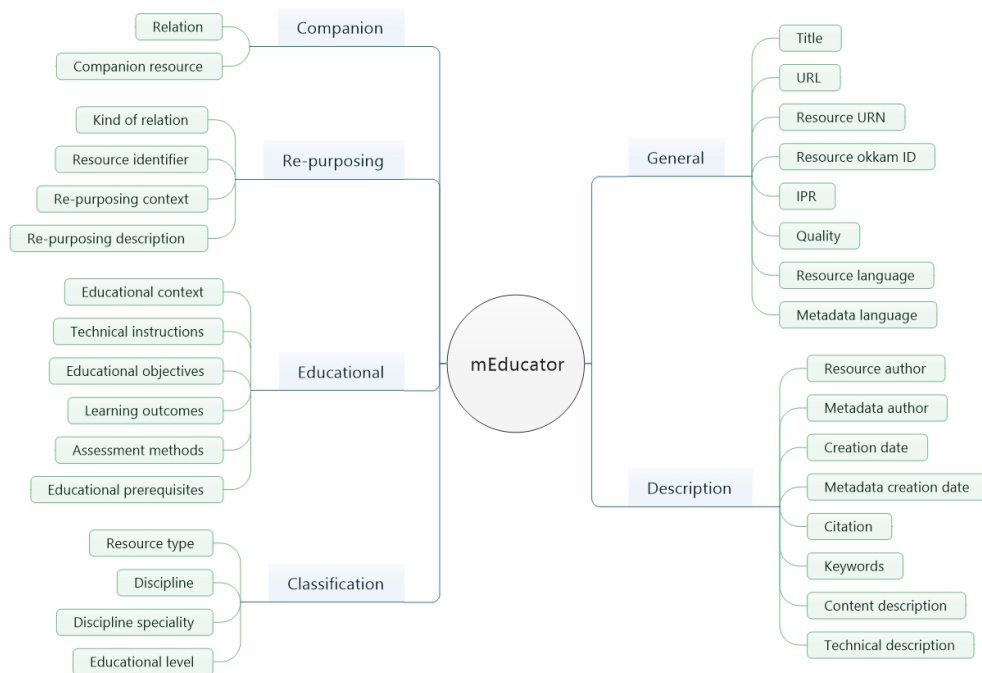 Companion
Relation
Companion resource
Re-purposing
Kind of relation
Resource identifier
Re-purposing context
Re-purposing description
Educational
Educational context
Technical instructions
Educational objectives
Learning outcomes
Assessment methods
Educational prerequisites
Classification
Resource type
Discipline
Discipline speciality
Educational level
mEducator
General
Title
URL
Resource URN
Resource okkam ID
IPR
Quality
Resource language
Metadata language
Description
Resource author
Metadata author
Creation date
Metadata creation date
Citation
Keywords
Content description
Technical description